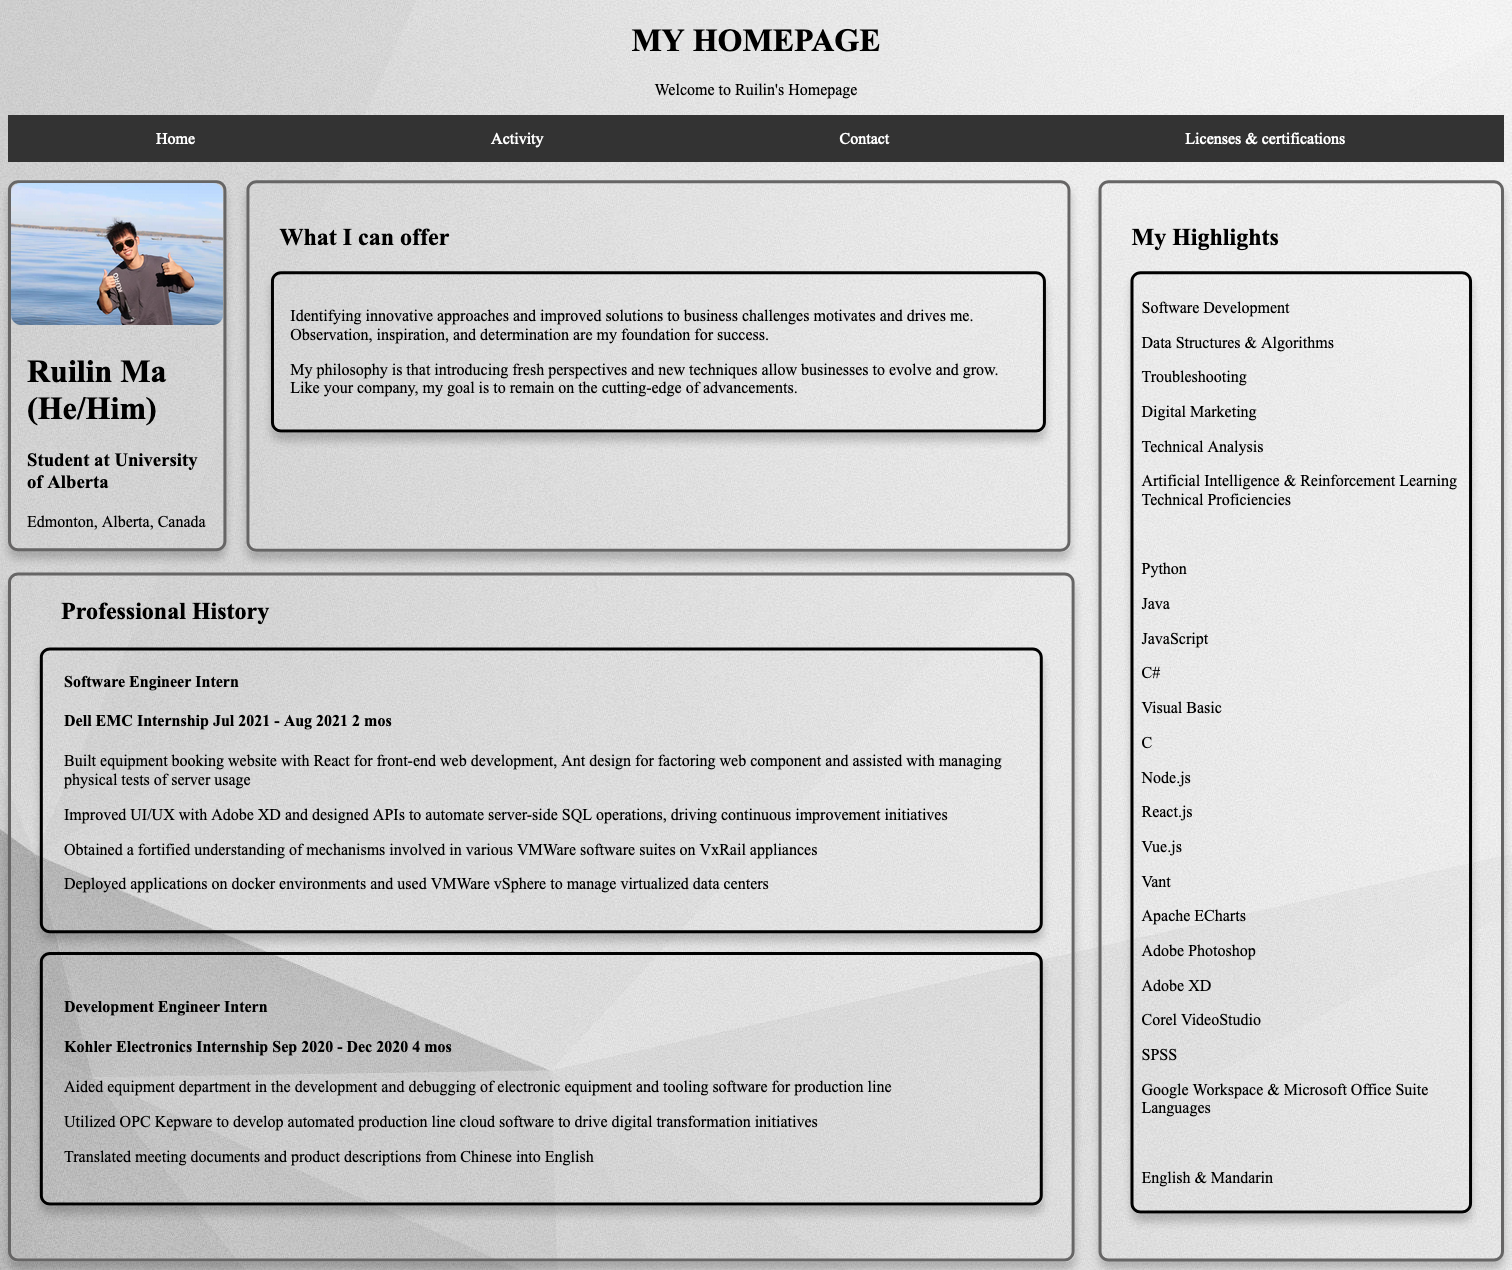 MY HOMEPAGE
Welcome to Ruilin's Homepage
Home
Activity
Contact
Licenses & certifications
Ruilin Ma
(He/Him)
Student at University
of Alberta
Edmonton, Alberta, Canada
What I can offer
Identifying innovative approaches and improved solutions to business challenges motivates and drives me.
Observation, inspiration, and determination are my foundation for success.
My philosophy is that introducing fresh perspectives and new techniques allow businesses to evolve and grow.
Like your company, my goal is to remain on the cutting-edge of advancements.
Professional History
Software Engineer Intern
Dell EMC Internship Jul 2021 - Aug 2021 2 mos
Built equipment booking website with React for front-end web development, Ant design for factoring web component and assisted with managing
physical tests of server usage
Improved UI/UX with Adobe XD and designed APIs to automate server-side SQL operations, driving continuous improvement initiatives
Obtained a fortified understanding of mechanisms involved in various VMWare software suites on VxRail appliances
Deployed applications on docker environments and used VMWare vSphere to manage virtualized data centers
Development Engineer Intern
Kohler Electronics Internship Sep 2020 - Dec 2020 4 mos
Aided equipment department in the development and debugging of electronic equipment and tooling software for production line
Utilized OPC Kepware to develop automated production line cloud software to drive digital transformation initiatives
Translated meeting documents and product descriptions from Chinese into English
My Highlights
Software Development
Data Structures & Algorithms
Troubleshooting
Digital Marketing
Technical Analysis
Artificial Intelligence & Reinforcement Learning
Technical Proficiencies
Python
Java
JavaScript
C#
Visual Basic
C
Node.js
React.js
Vue.js
Vant
Apache ECharts
Adobe Photoshop
Adobe XD
Corel VideoStudio
SPSS
Google Workspace & Microsoft Office Suite
Languages
English & Mandarin